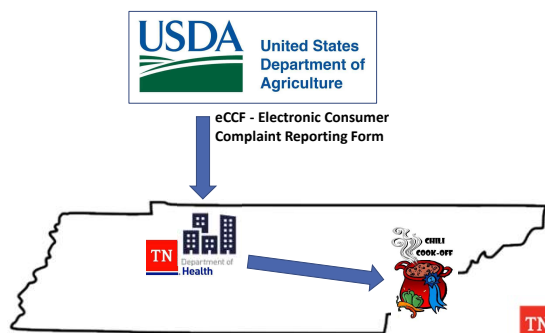 USDA
United States
Department of
Agriculture
eCCF - Electronic Consumer
Complaint Reporting Form
TN
Department of
Health
CHILI
COOK-OFF
TN